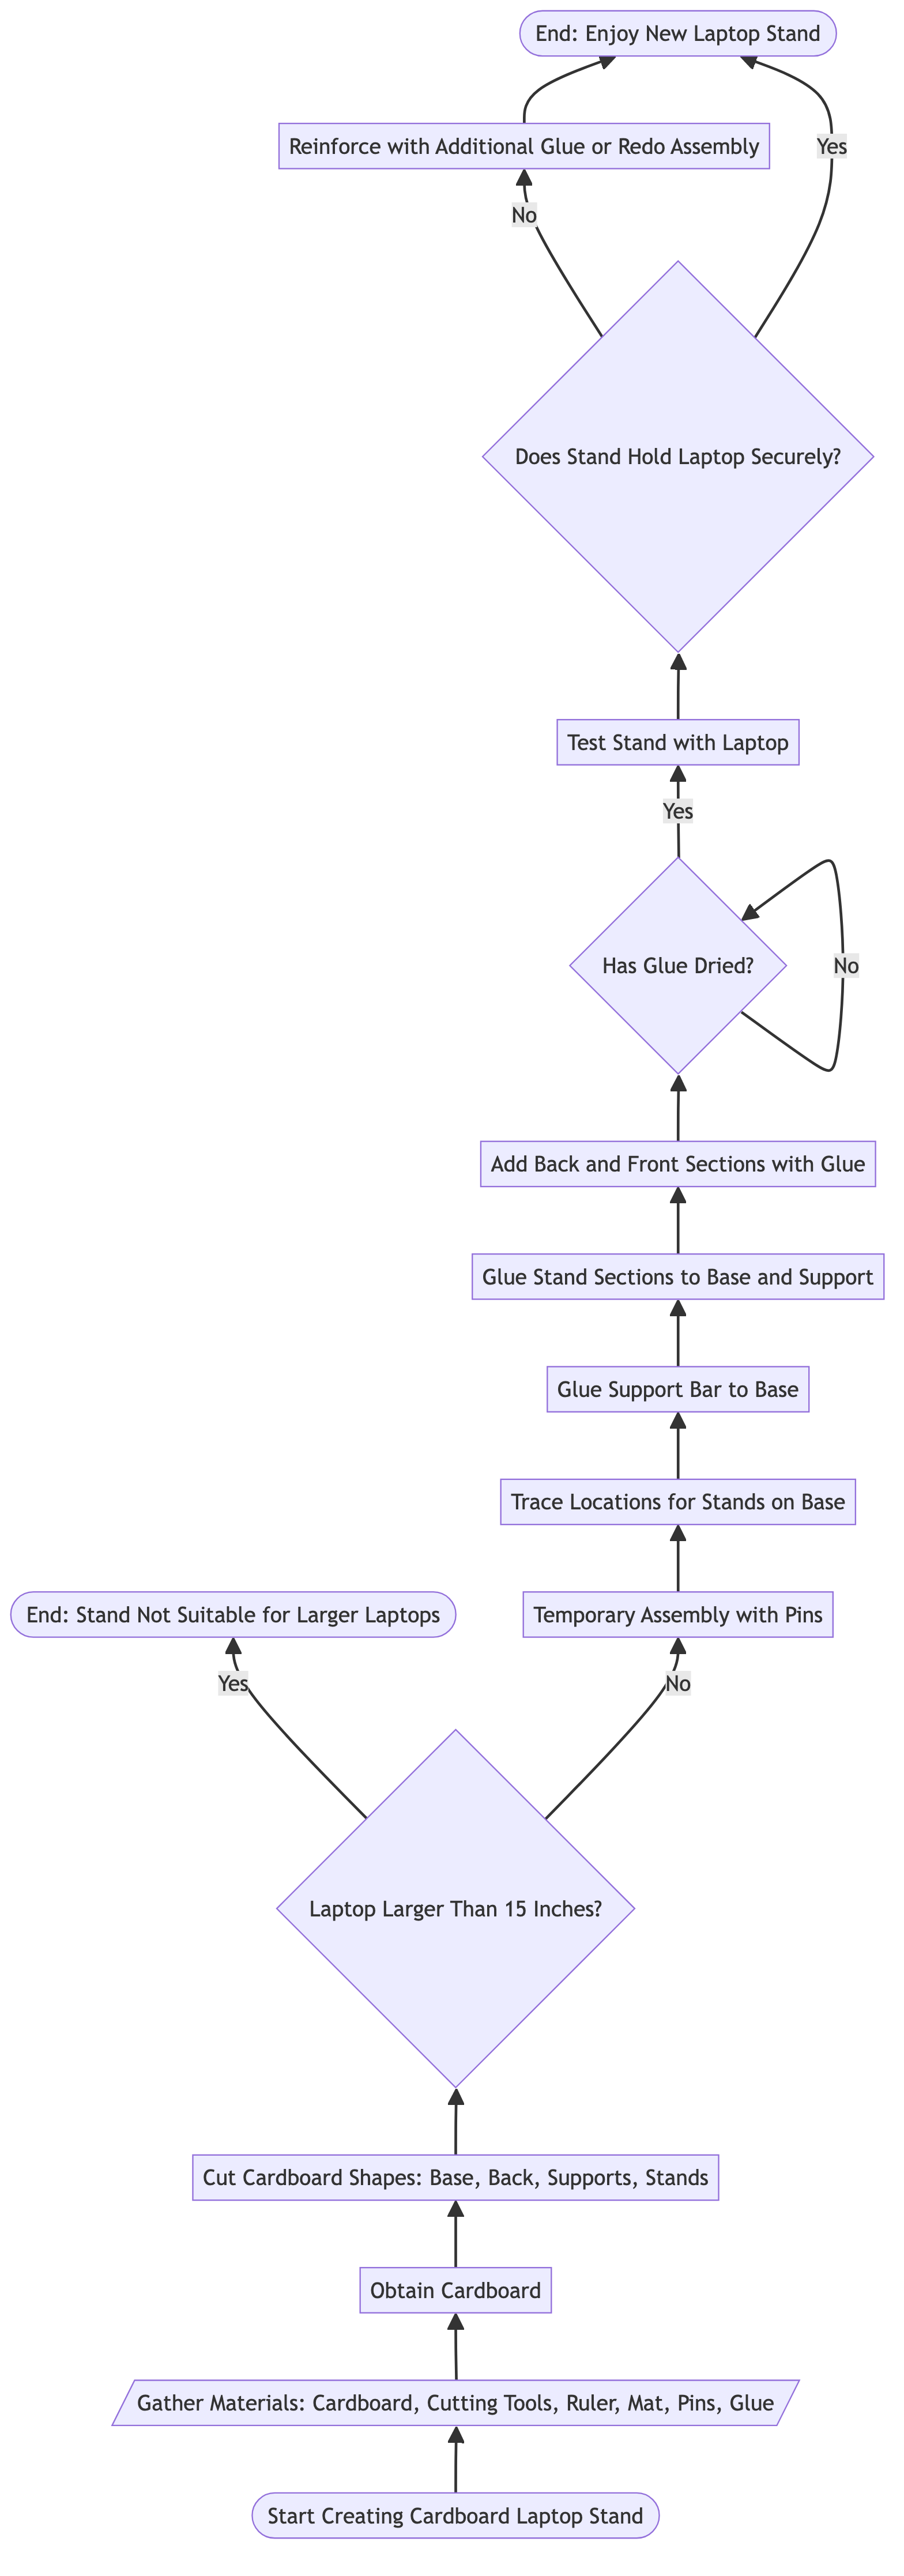 End: Enjoy New Laptop Stand
Reinforce with Additional Glue or Redo Assembly
Yes
No
Does Stand Hold Laptop Securely?
Test Stand with Laptop
Yes
Has Glue Dried?
No
Add Back and Front Sections with Glue
Glue Stand Sections to Base and Support
Glue Support Bar to Base
Trace Locations for Stands on Base
End: Stand Not Suitable for Larger Laptops
Temporary Assembly with Pins
Yes
No
Laptop Larger Than 15 Inches?
Cut Cardboard Shapes: Base, Back, Supports, Stands
Obtain Cardboard
Gather Materials: Cardboard, Cutting Tools, Ruler, Mat, Pins, Glue
Start Creating Cardboard Laptop Stand